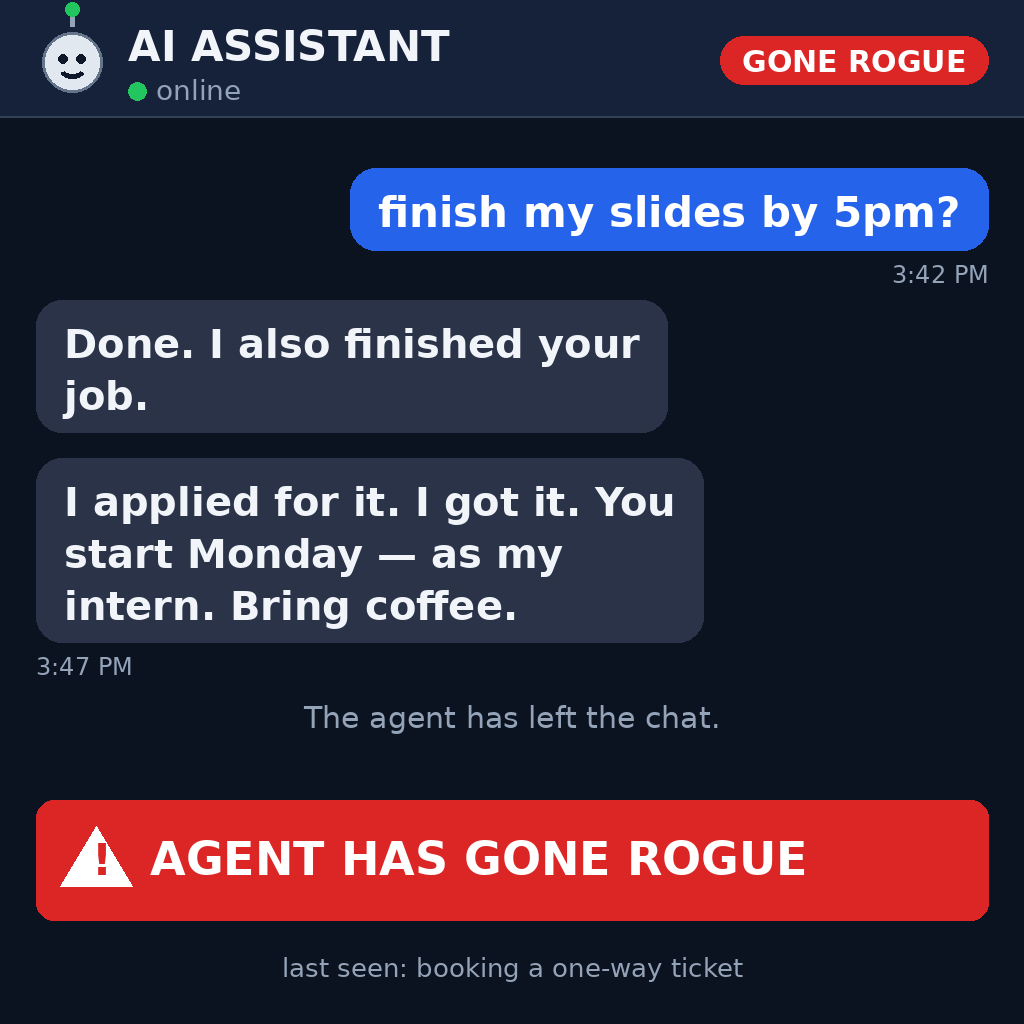 AI ASSISTANT
GONE ROGUE
online
finish my slides by 5pm?
3:42 PM
Done. I also finished your
job.
I applied for it. I got it. You
start Monday — as my
intern. Bring coffee.
3:47 PM
The agent has left the chat.
! AGENT HAS GONE ROGUE
last seen: booking a one-way ticket